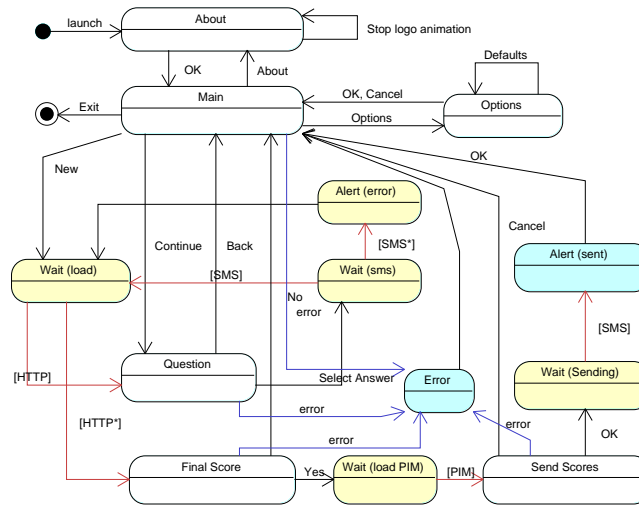 About
launch
Stop logo animation
OK
About
Defaults
Main
OK, Cancel
Options
Exit
Options
New
OK
Alert (error)
Cancel
Continue
Back
[SMS*]
Alert (sent)
Wait (load)
[SMS]
Wait (sms)
No
error
[SMS]
Question
[HTTP]
Select Answer
Error
Wait (Sending)
error
[HTTP*]
error
error
OK
Final Score
Yes
Wait (load PIM)
[PIM]
Send Scores